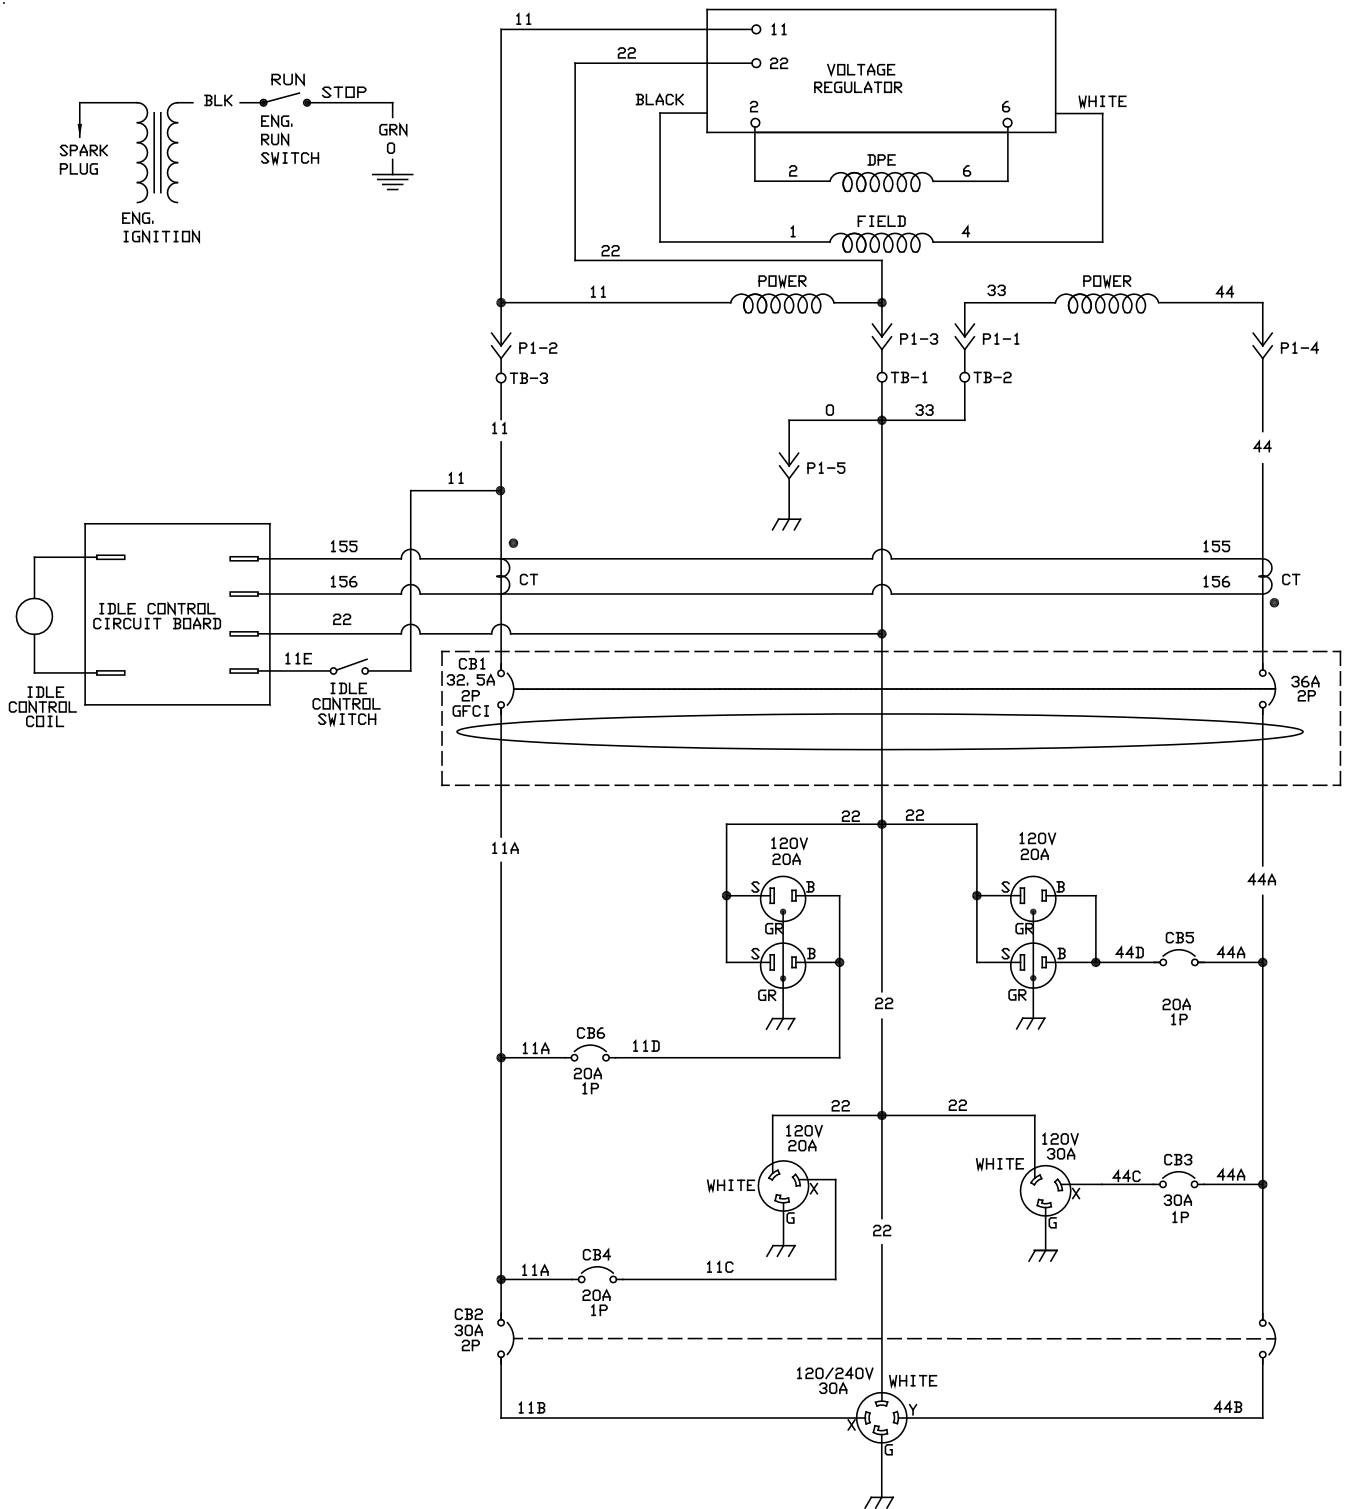 11
11
22
22
VOLTAGE
REGULATOR
BLACK
WHITE
2
6
DPE
2
6
FIELD
1
4
22
RUN
BLK
STOP
ENG.
RUN
SWITCH
GRN
0
SPARK
PLUG
ENG.
IGNITION
POWER
11
33
POWER
44
P1-2
P1-3
P1-1
P1-4
TB-3
TB-1
TB-2
0
33
11
44
P1-5
11
155
155
CT
CT
156
156
IDLE CONTROL
CIRCUIT BOARD
22
11E
IDLE
CONTROL
SWITCH
IDLE
CONTROL
COIL
CB1
32.5A
2P
GFCI
36A
2P
22
22
11A
120V
20A
120V
20A
44A
S
B
S
B
GR
GR
S
B
S
B
44D
CB5
44A
GR
GR
22
20A
1P
CB6
11A
11D
20A
1P
22
22
120V
20A
120V
30A
WHITE
X
G
WHITE
X
G
44C
CB3
44A
30A
1P
22
CB4
11A
11C
20A
1P
CB2
30A
2P
120/240V
30A
WHITE
11B
X
Y
44B
G